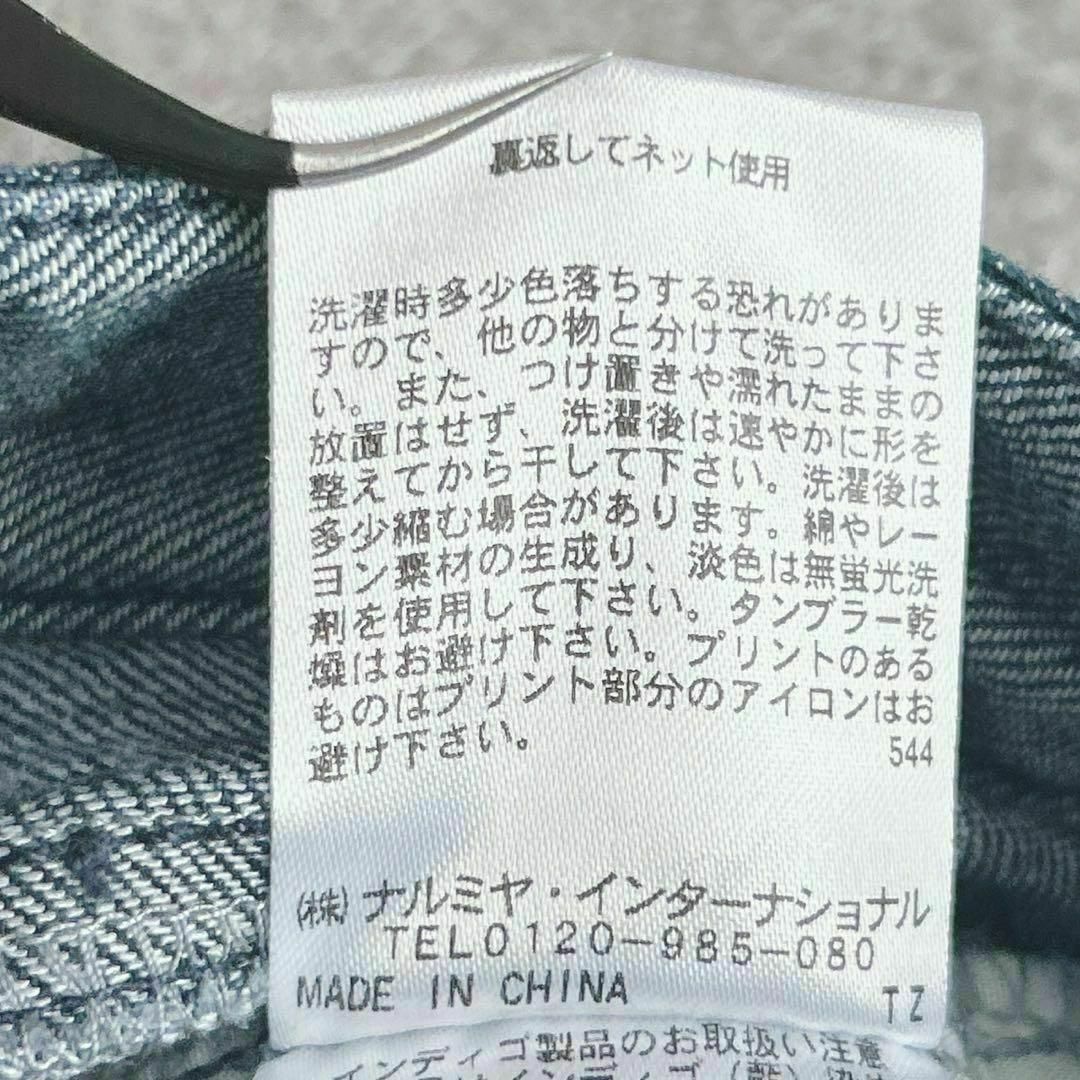 裏返してネット使用
洗濯時多少色落ちする恐れがありま
すので、他の物と分けて洗って下さ
い。また、つけ置きや濡れたままの
放置はせず、洗濯後は速やかに形を
整えてから干して下さい。洗濯後は
多少縮む場合があります。綿やレー
ヨン素材の生成り、淡色は無蛍光洗
剤を使用して下さい。タンブラー乾
燥はお避け下さい。プリントのある
ものはプリント部分のアイロンはお
避け下さい。
544
(株)ナルミヤ・インターナショナル
TEL0120-985-080
MADE IN CHINA TZ
インディゴ製品のお取扱い注意